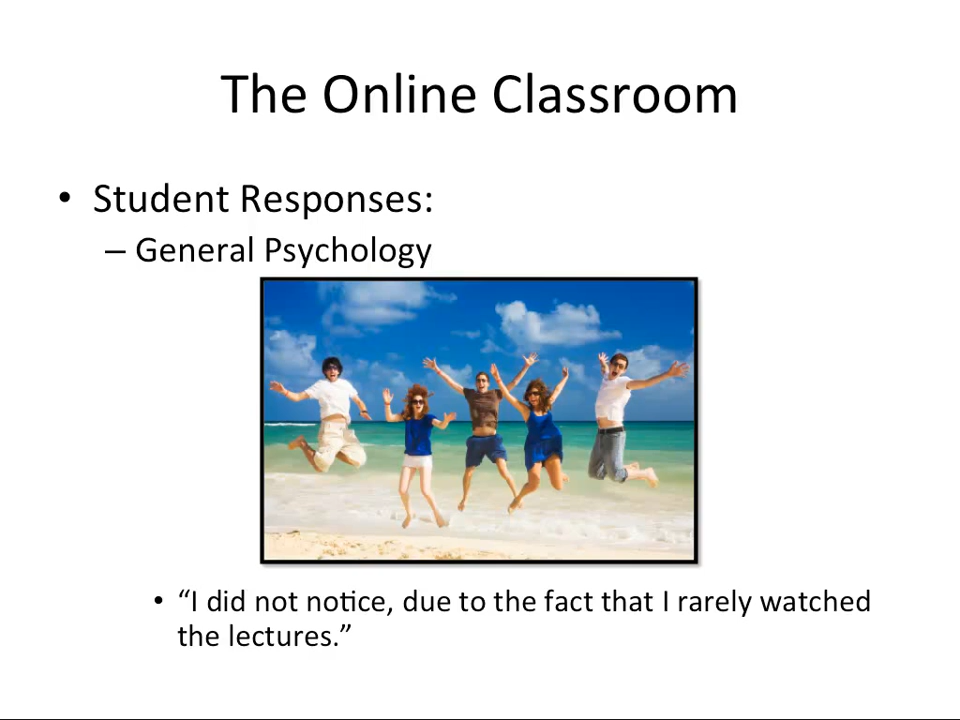 The Online Classroom
• Student Responses:
– General Psychology
• “I did not notice, due to the fact that I rarely watched
the lectures.”